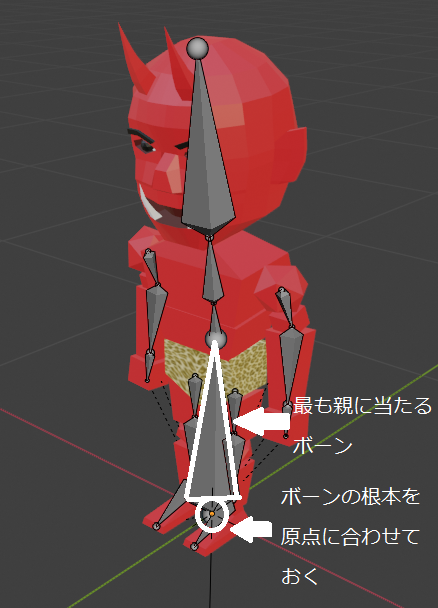 最も親に当たる
ボーン
ボーンの根本を
原点に合わせて
おく